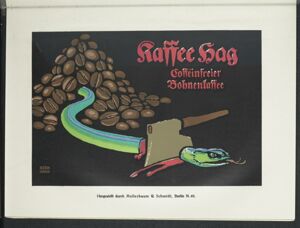 Kaffee Hag
Coffeinfreier
Bohnenkaffee
Hergestellt durch Hollerbaum & Schmidt, Berlin N. 65.